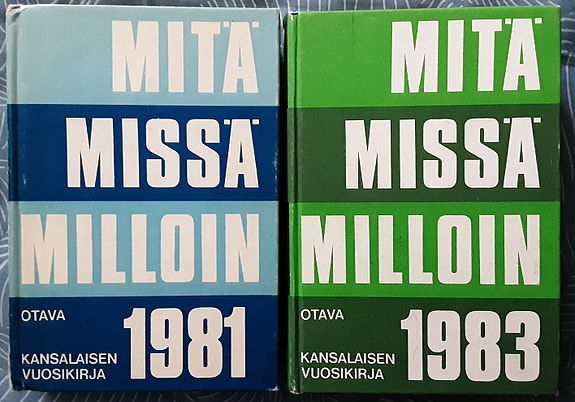 MITÄ
MISSÄ
MILLOIN
OTAVA
1981
KANSALAISEN
VUOSIKIRJA
MITÄ
MISSÄ
MILLOIN
OTAVA
1983
KANSALAISEN
VUOSIKIRJA